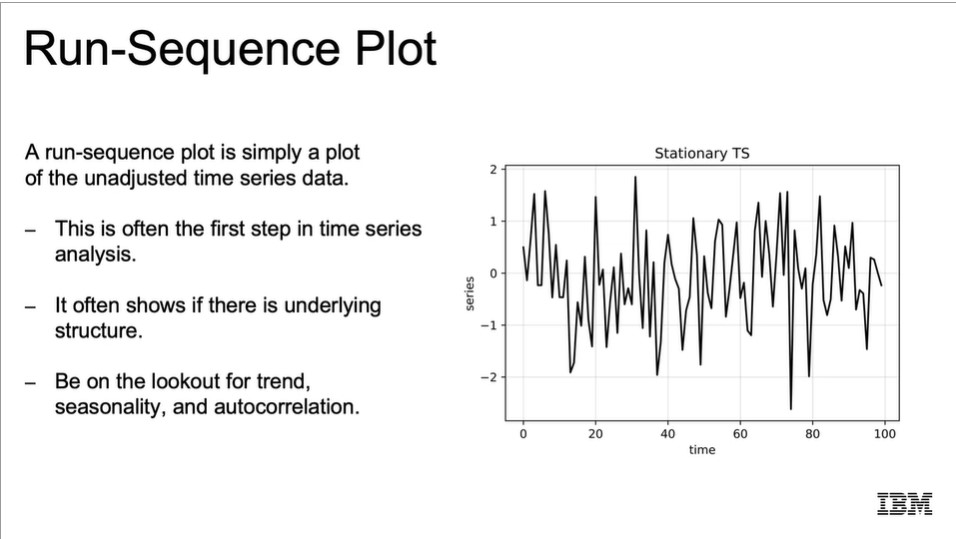 Run-Sequence Plot
A run-sequence plot is simply a plot
of the unadjusted time series data.
– This is often the first step in time series
analysis.
– It often shows if there is underlying
structure.
– Be on the lookout for trend,
seasonality, and autocorrelation.
Stationary TS
2
1
0
−1
−2
series
0 20 40 60 80 100
time
IBM